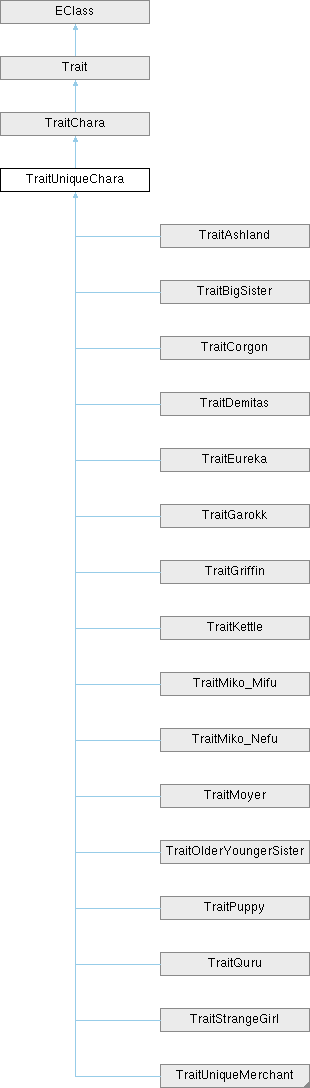 EClass
Trait
TraitChara
TraitUniqueChara
TraitAshland
TraitBigSister
TraitCorgon
TraitDemitas
TraitEureka
TraitGarokk
TraitGriffin
TraitKettle
TraitMiko_Mifu
TraitMiko_Nefu
TraitMoyer
TraitOlderYoungerSister
TraitPuppy
TraitQuru
TraitStrangeGirl
TraitUniqueMerchant